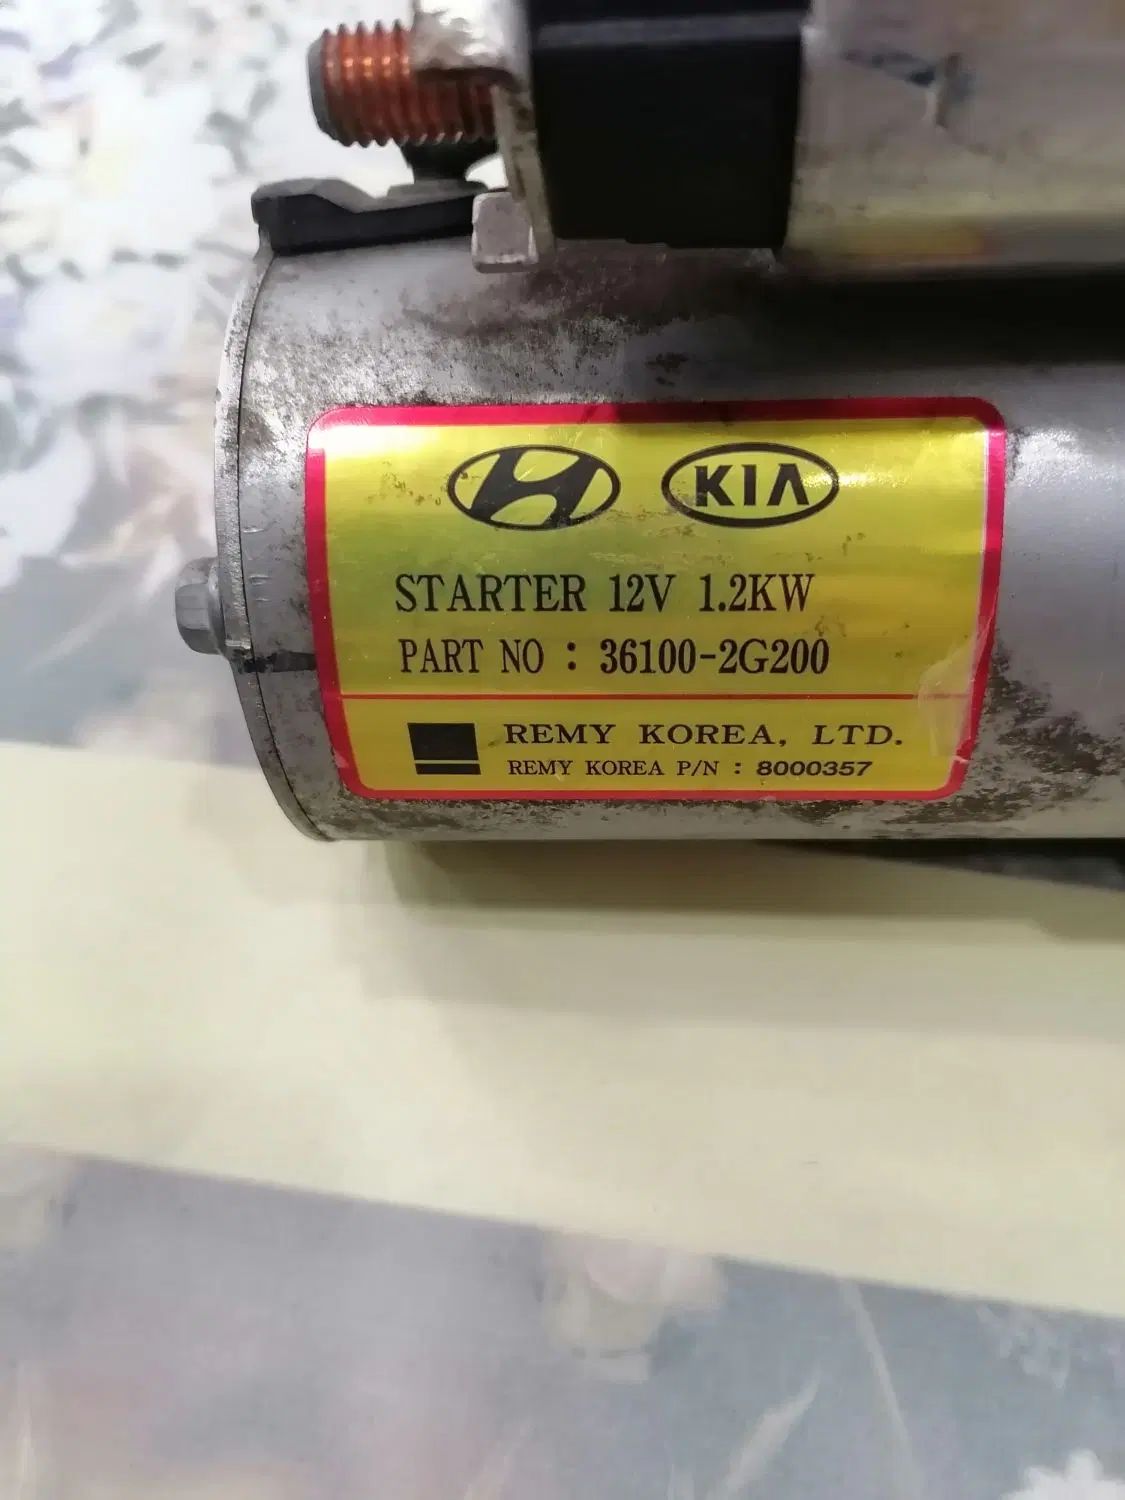 KIA
STARTER 12V 1.2KW
PART NO : 36100-2G200
REMY KOREA, LTD.
REMY KOREA P/N : 8000357